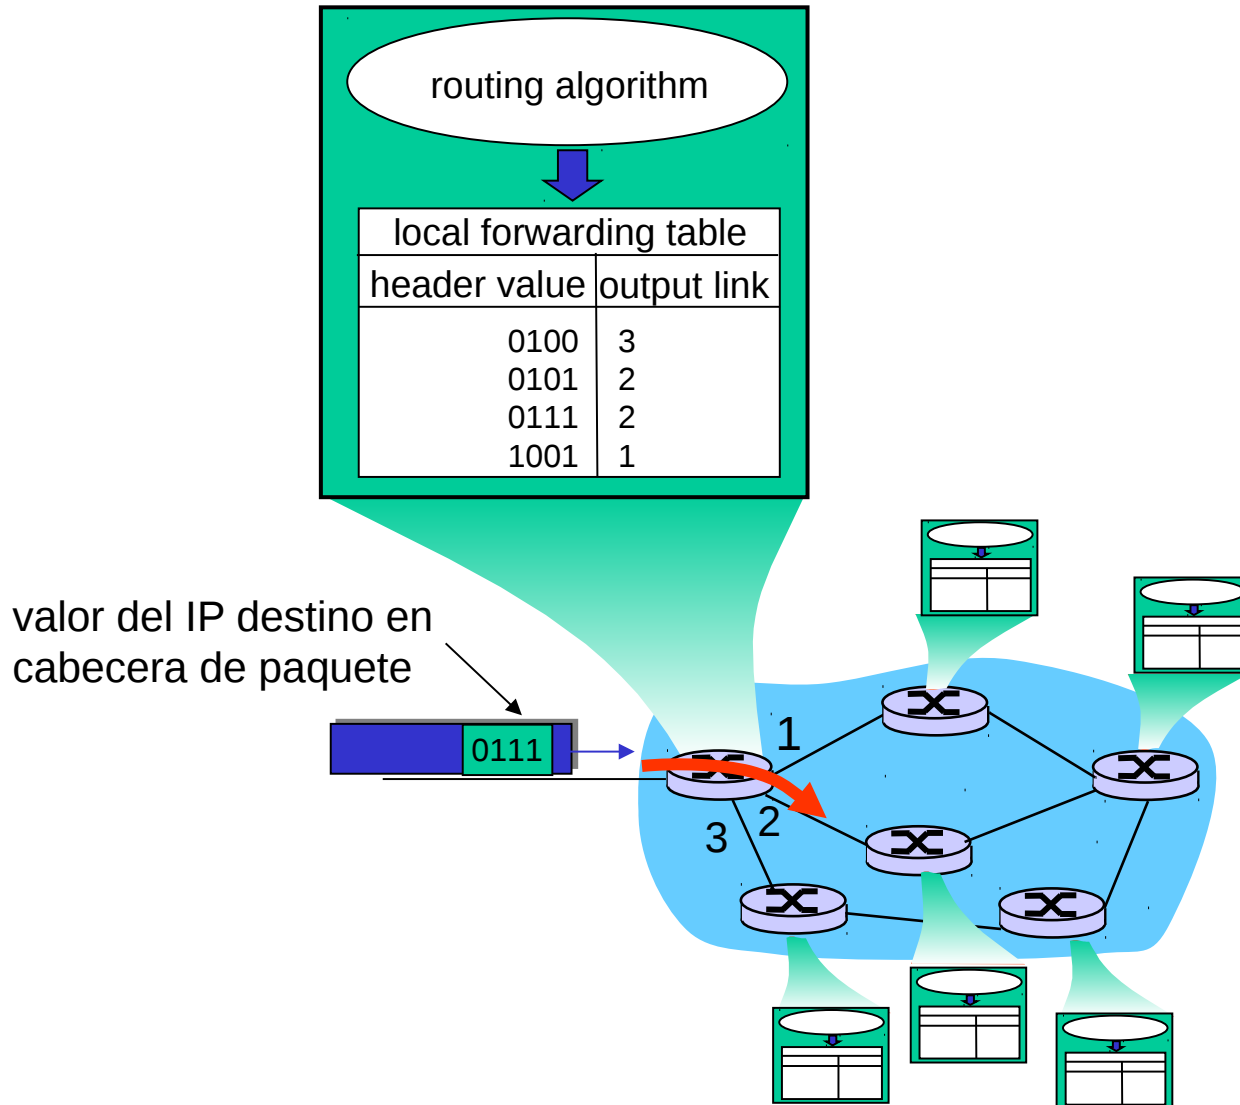 routing algorithm
local forwarding table
header value output link
0100 3
0101 2
0111 2
1001 1
valor del IP destino en
cabecera de paquete
0111
1
2
3